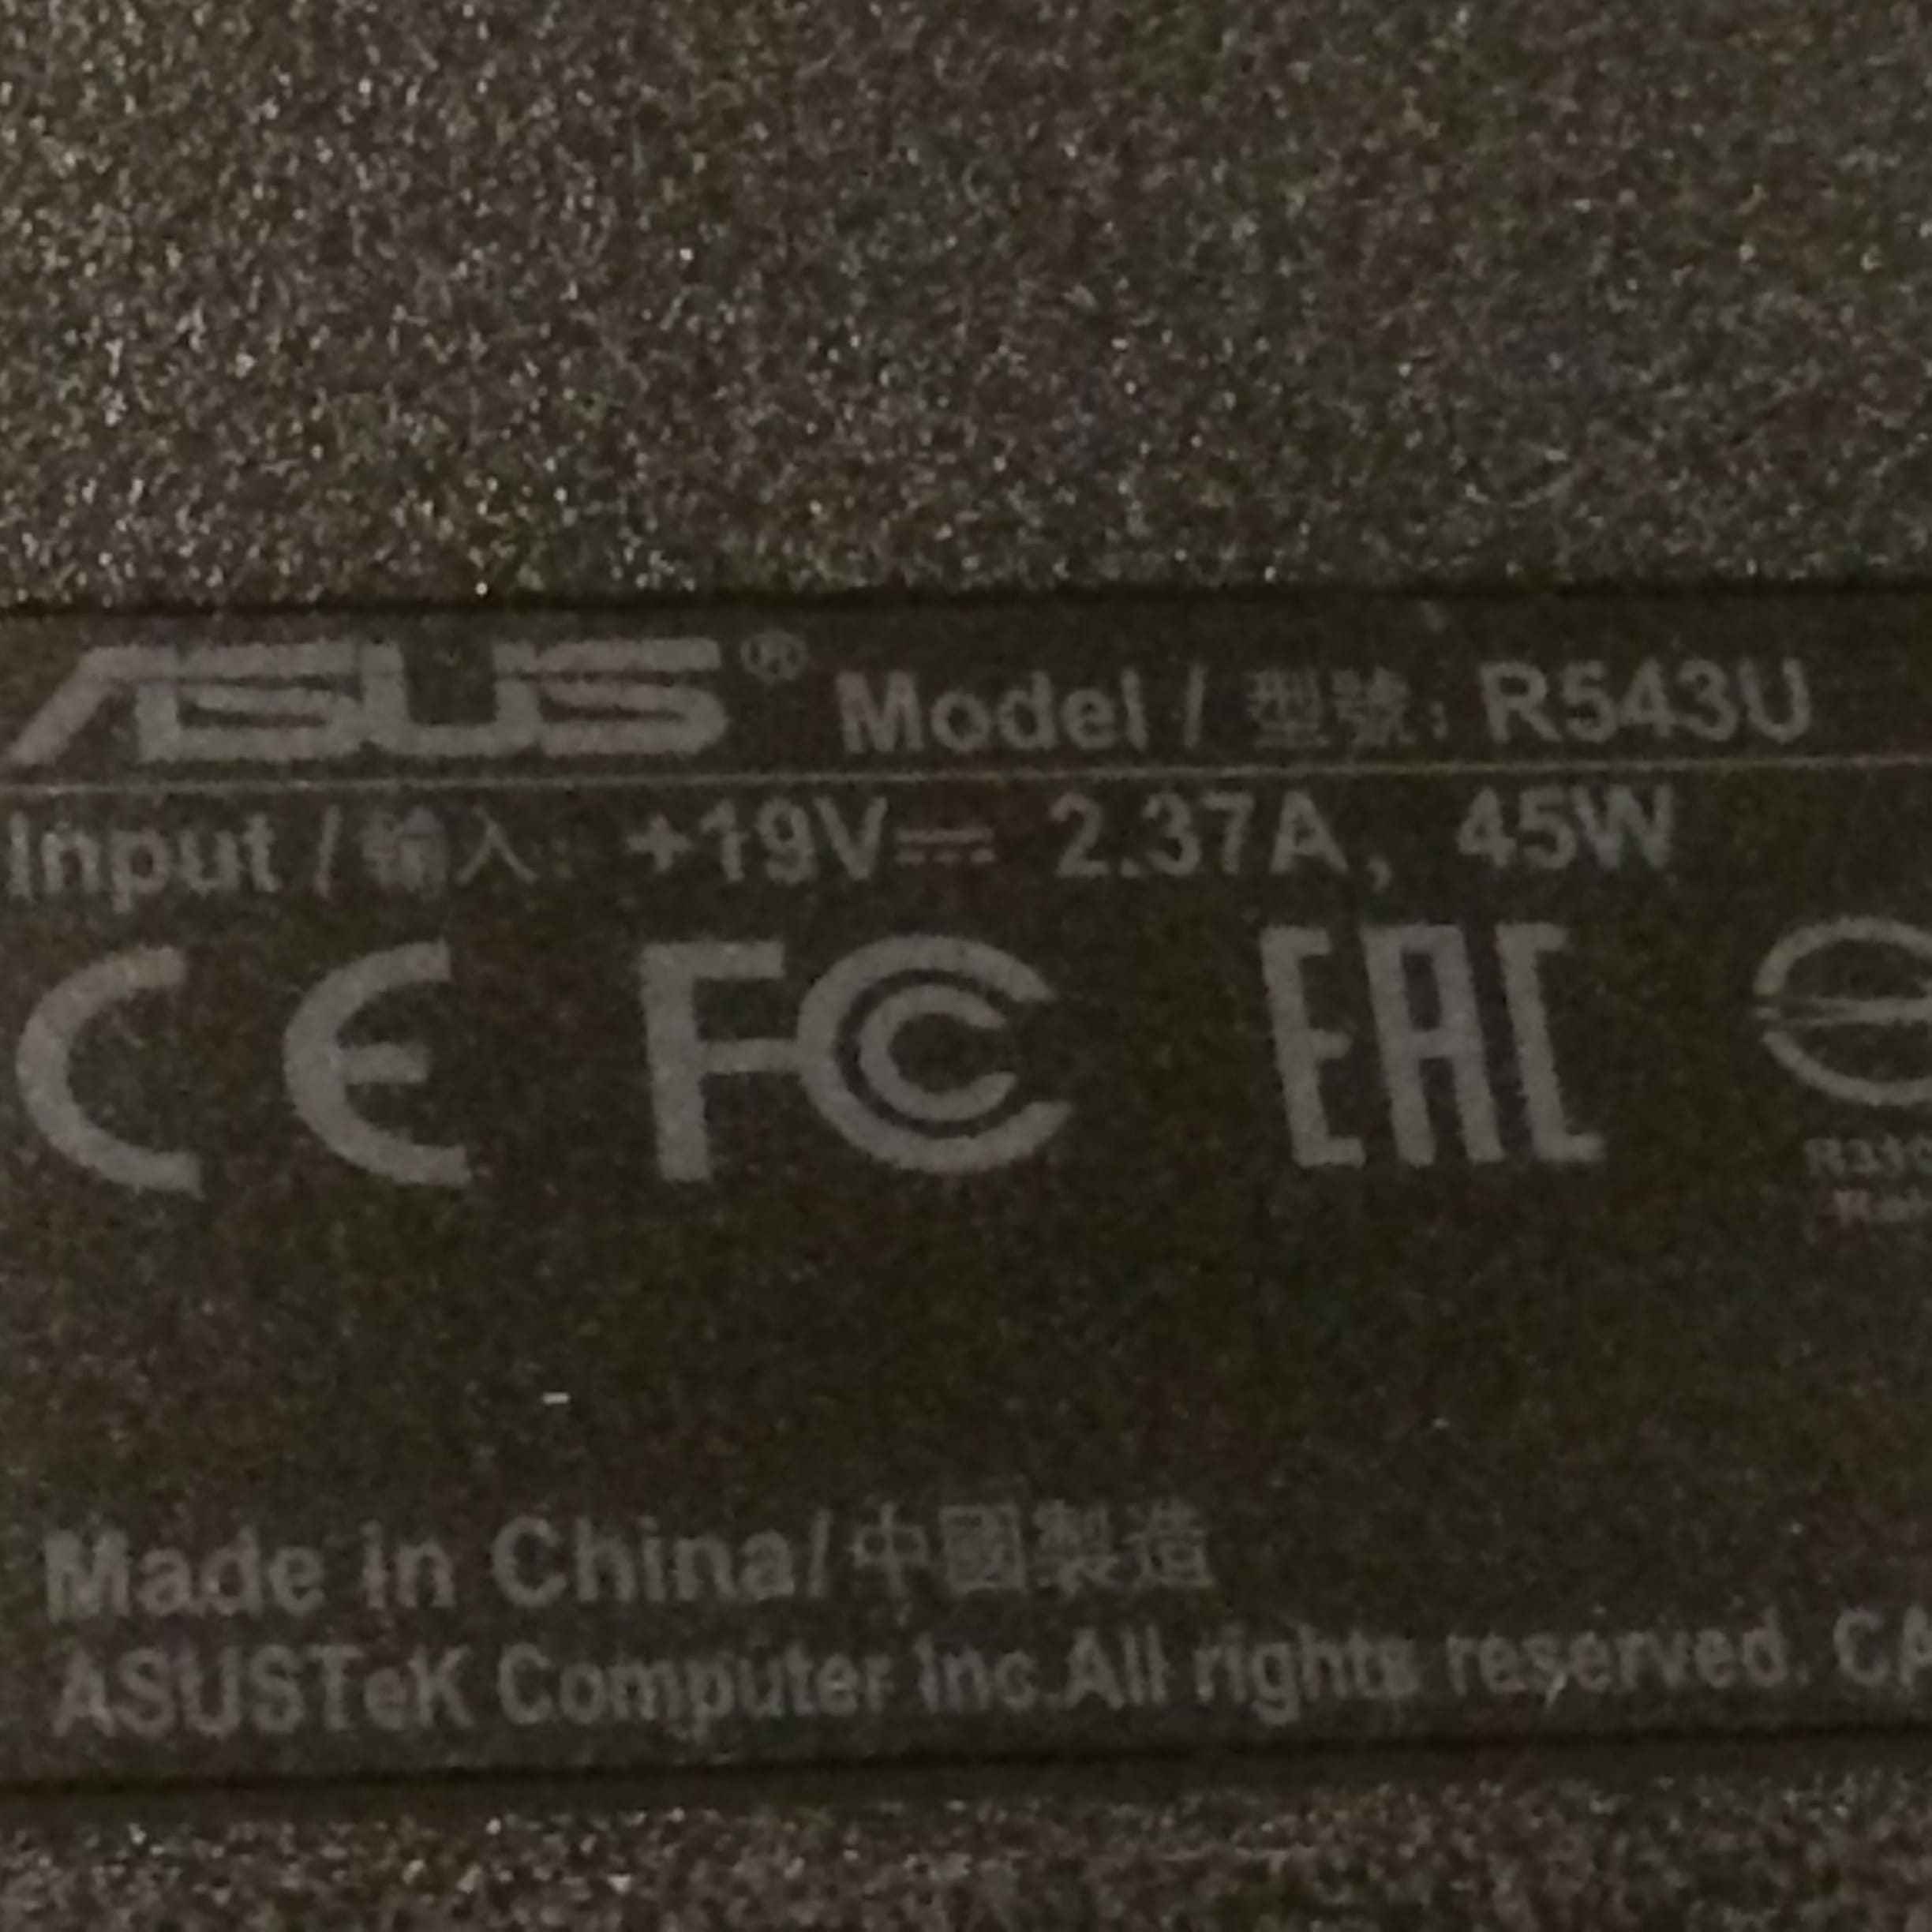 ASUS® Model / 型號: R543U
Input / 輸入: +19V⎓ 2.37A, 45W
CE FC EAC
Made in China/中國製造
ASUSTeK Computer Inc.All rights reserved. CA